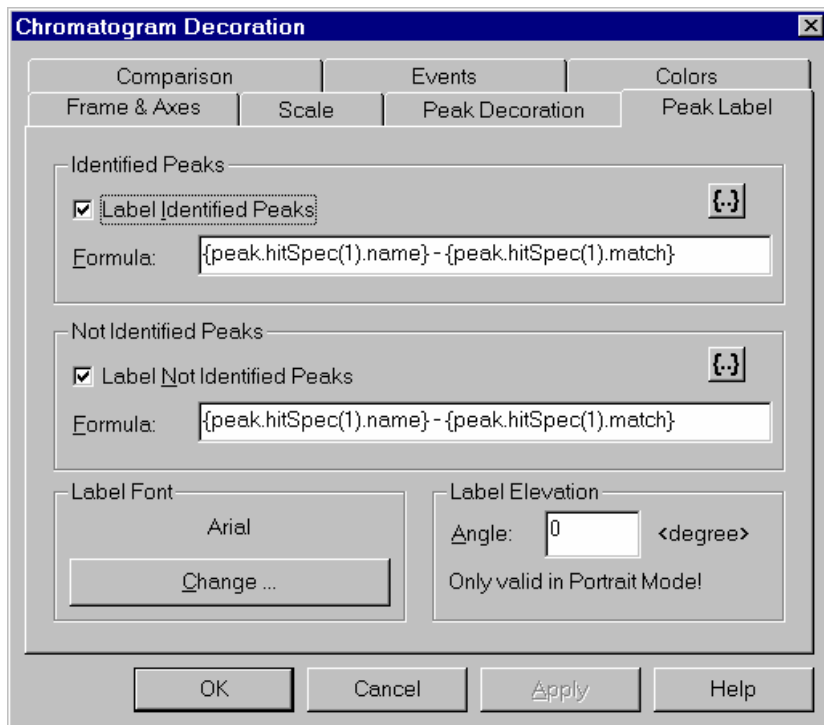 Chromatogram Decoration
Comparison Events Colors
Frame & Axes Scale Peak Decoration Peak Label
Identified Peaks
Label Identified Peaks {..}
Formula: {peak.hitSpec(1).name} - {peak.hitSpec(1).match}
Not Identified Peaks
Label Not Identified Peaks {..}
Formula: {peak.hitSpec(1).name} - {peak.hitSpec(1).match}
Label Font Label Elevation
Arial Angle: 0 <degree>
Change ... Only valid in Portrait Mode!
OK Cancel Apply Help